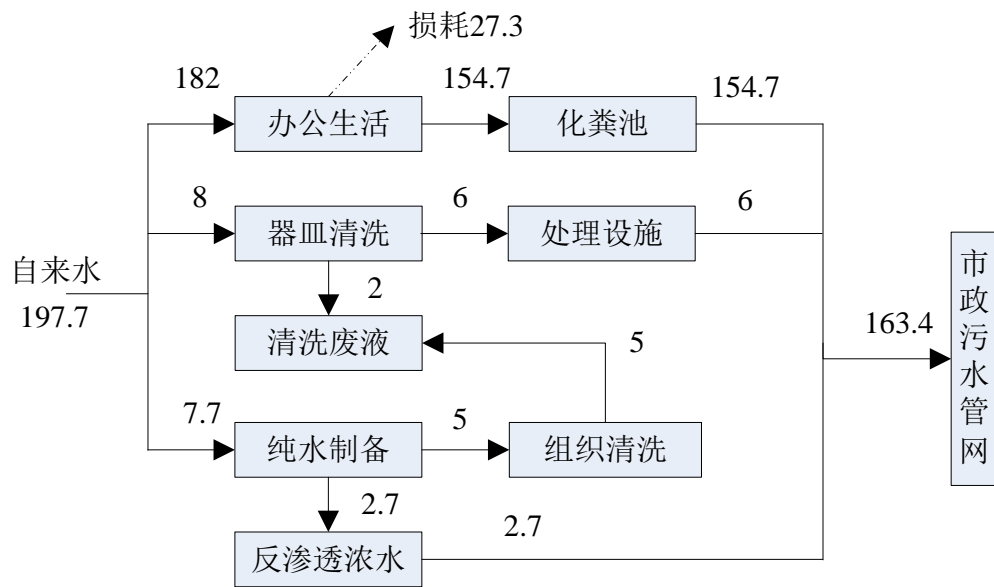 损耗27.3
182
办公生活
154.7
化粪池
154.7
8
器皿清洗
6
处理设施
6
自来水
197.7
2
清洗废液
5
163.4
市政污水管网
7.7
纯水制备
5
组织清洗
2.7
反渗透浓水
2.7